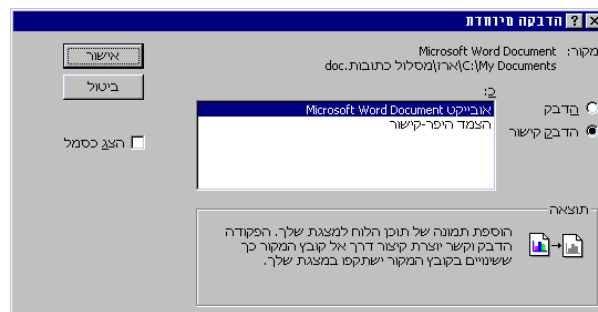 הדבקה מיוחדת
מקור: Microsoft Word Document
C:\My Documents\ארו\מסלול כתובות.doc
אישור
ביטול
כ:
הדבק
הדבק קישור
אובייקט Microsoft Word Document
הצמד היפר-קישור
הצג כסמל
תוצאה
הוספת תמונה של תוכן הלוח למצגת שלך. הפקודה
הדבק וקשר יוצרת קיצור דרך אל קובץ המקור כך
ששינויים בקובץ המקור ישתקפו במצגת שלך.